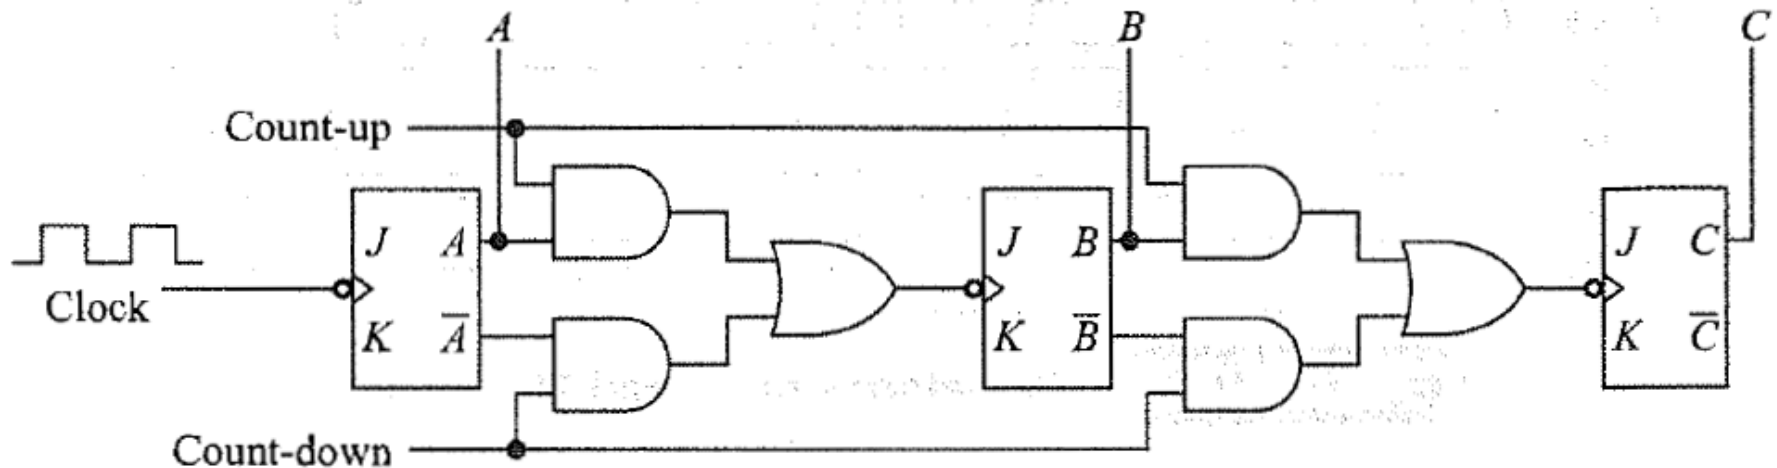 A B C
Count-up
J A J B J C
Clock
K A̅ K B̅ K C̅
Count-down